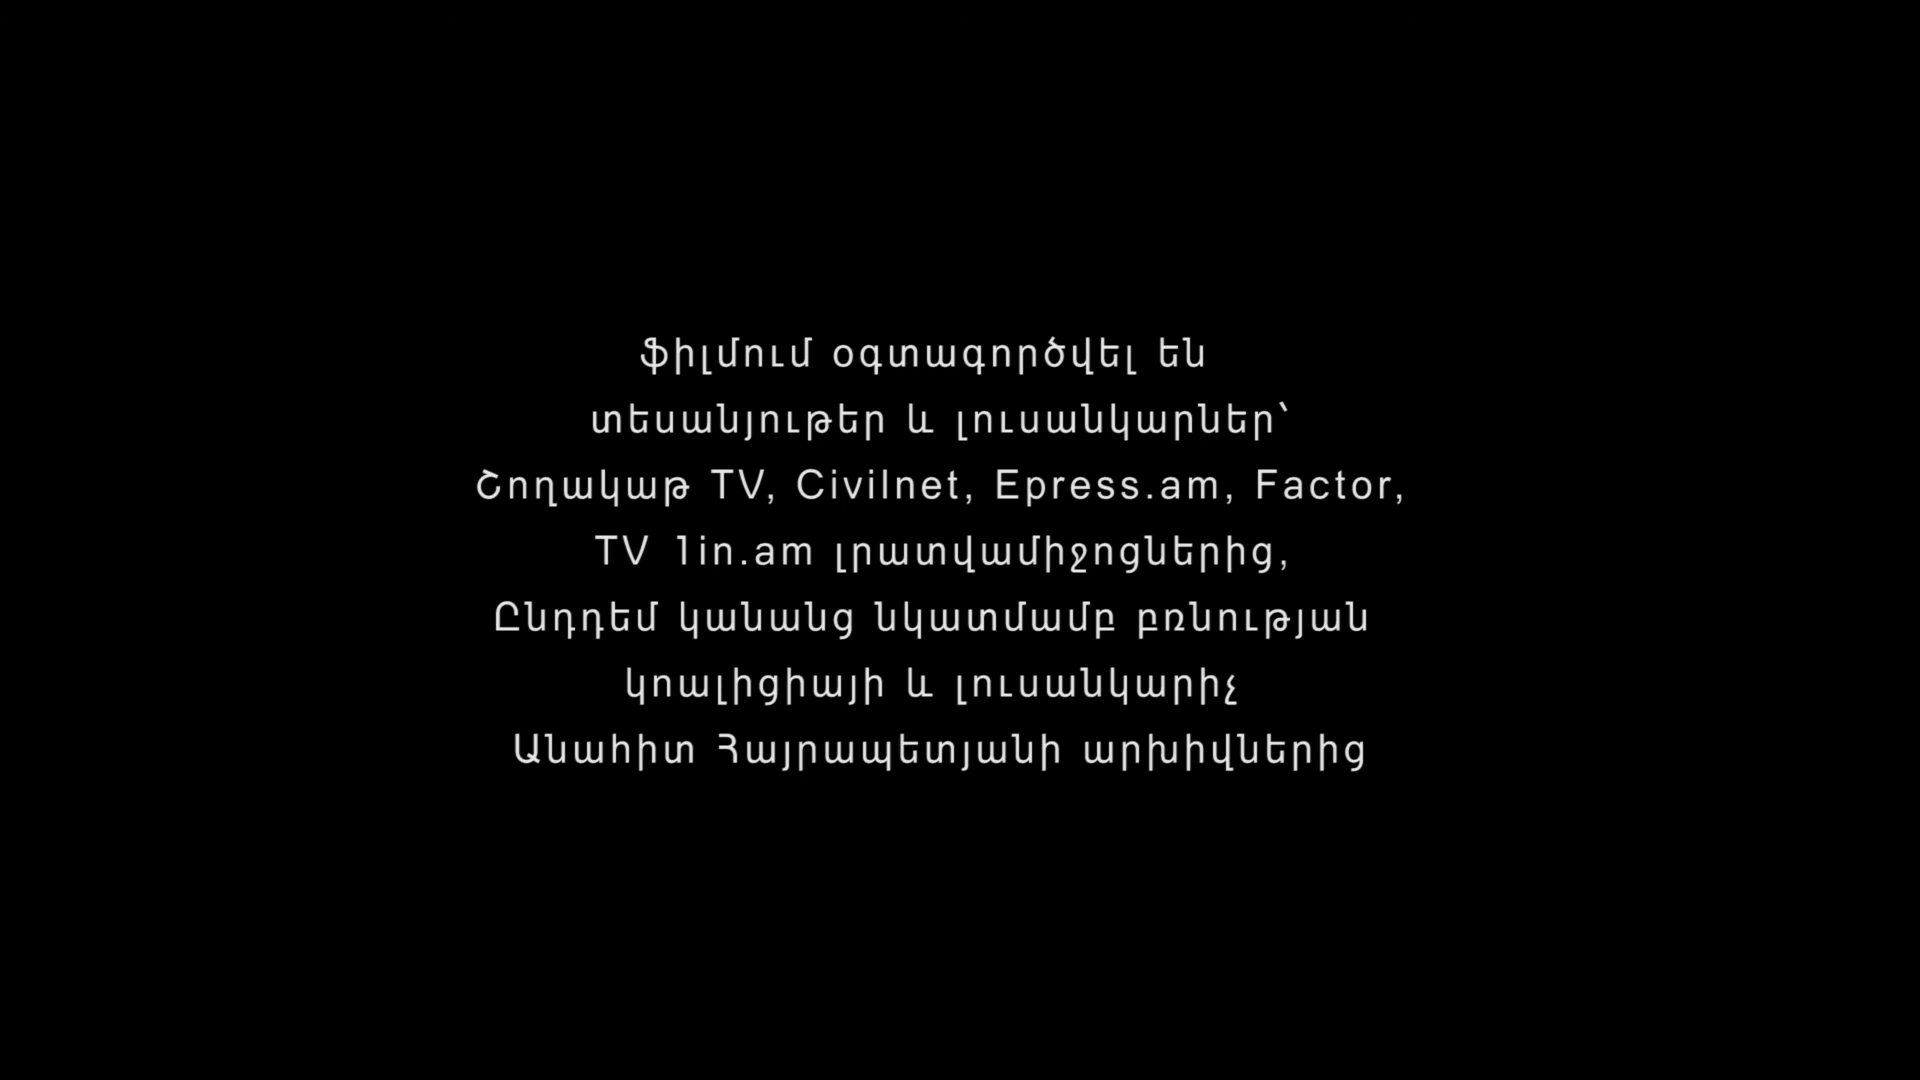 ֆիլմում օգտագործվել են
տեսանյութեր և լուսանկարներ՝
Շողակաթ TV, Civilnet, Epress.am, Factor,
TV 1in.am լրատվամիջոցներից,
Ընդդեմ կանանց նկատմամբ բռնության
կոալիցիայի և լուսանկարիչ
Անահիտ Հայրապետյանի արխիվներից